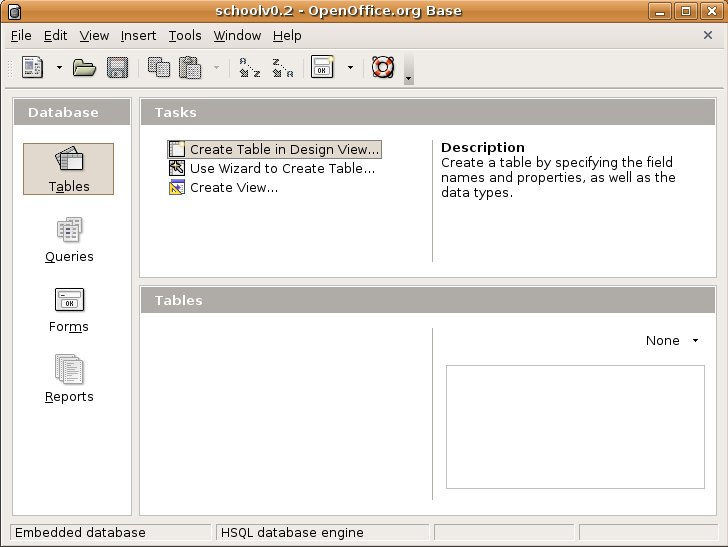 schoolv0.2 - OpenOffice.org Base
File Edit View Insert Tools Window Help
Database
Tables
Queries
Forms
Reports
Tasks
Create Table in Design View...
Use Wizard to Create Table...
Create View...
Description
Create a table by specifying the field
names and properties, as well as the
data types.
Tables
None
Embedded database
HSQL database engine